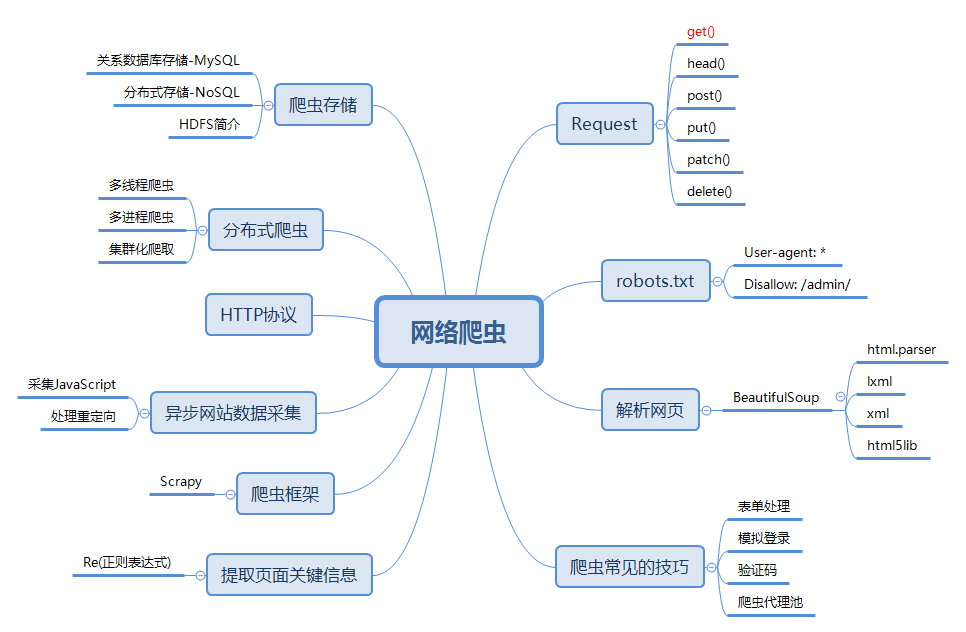 网络爬虫
Request
get()
head()
post()
put()
patch()
delete()
robots.txt
User-agent: *
Disallow: /admin/
解析网页
BeautifulSoup
html.parser
lxml
xml
html5lib
爬虫常见的技巧
表单处理
模拟登录
验证码
爬虫代理池
爬虫存储
关系数据库存储-MySQL
分布式存储-NoSQL
HDFS简介
分布式爬虫
多线程爬虫
多进程爬虫
集群化爬取
HTTP协议
异步网站数据采集
采集JavaScript
处理重定向
爬虫框架
Scrapy
提取页面关键信息
Re(正则表达式)